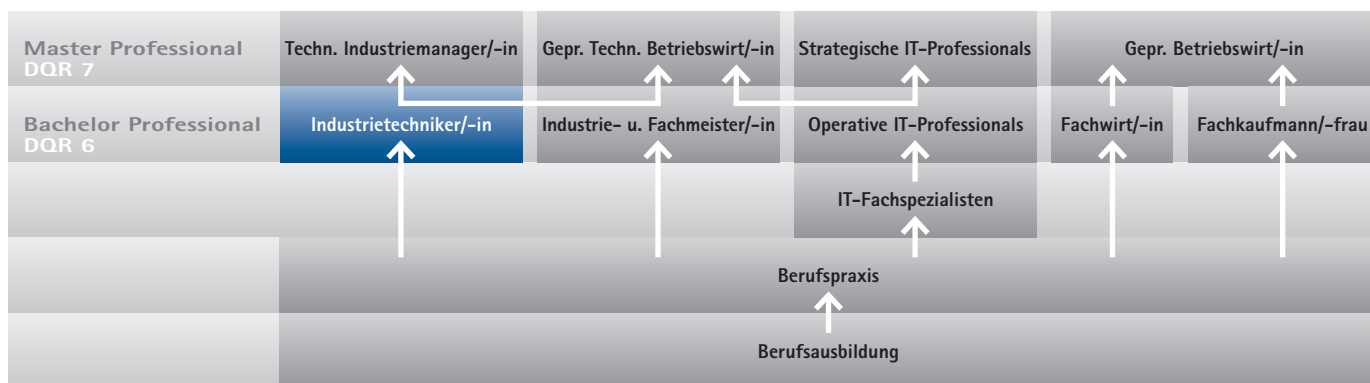 Master Professional
DQR 7
Techn. Industriemanager/-in
Gepr. Techn. Betriebswirt/-in
Strategische IT-Professionals
Gepr. Betriebswirt/-in
Bachelor Professional
DQR 6
Industrietechniker/-in
Industrie- u. Fachmeister/-in
Operative IT-Professionals
Fachwirt/-in
Fachkaufmann/-frau
IT-Fachspezialisten
Berufspraxis
Berufsausbildung